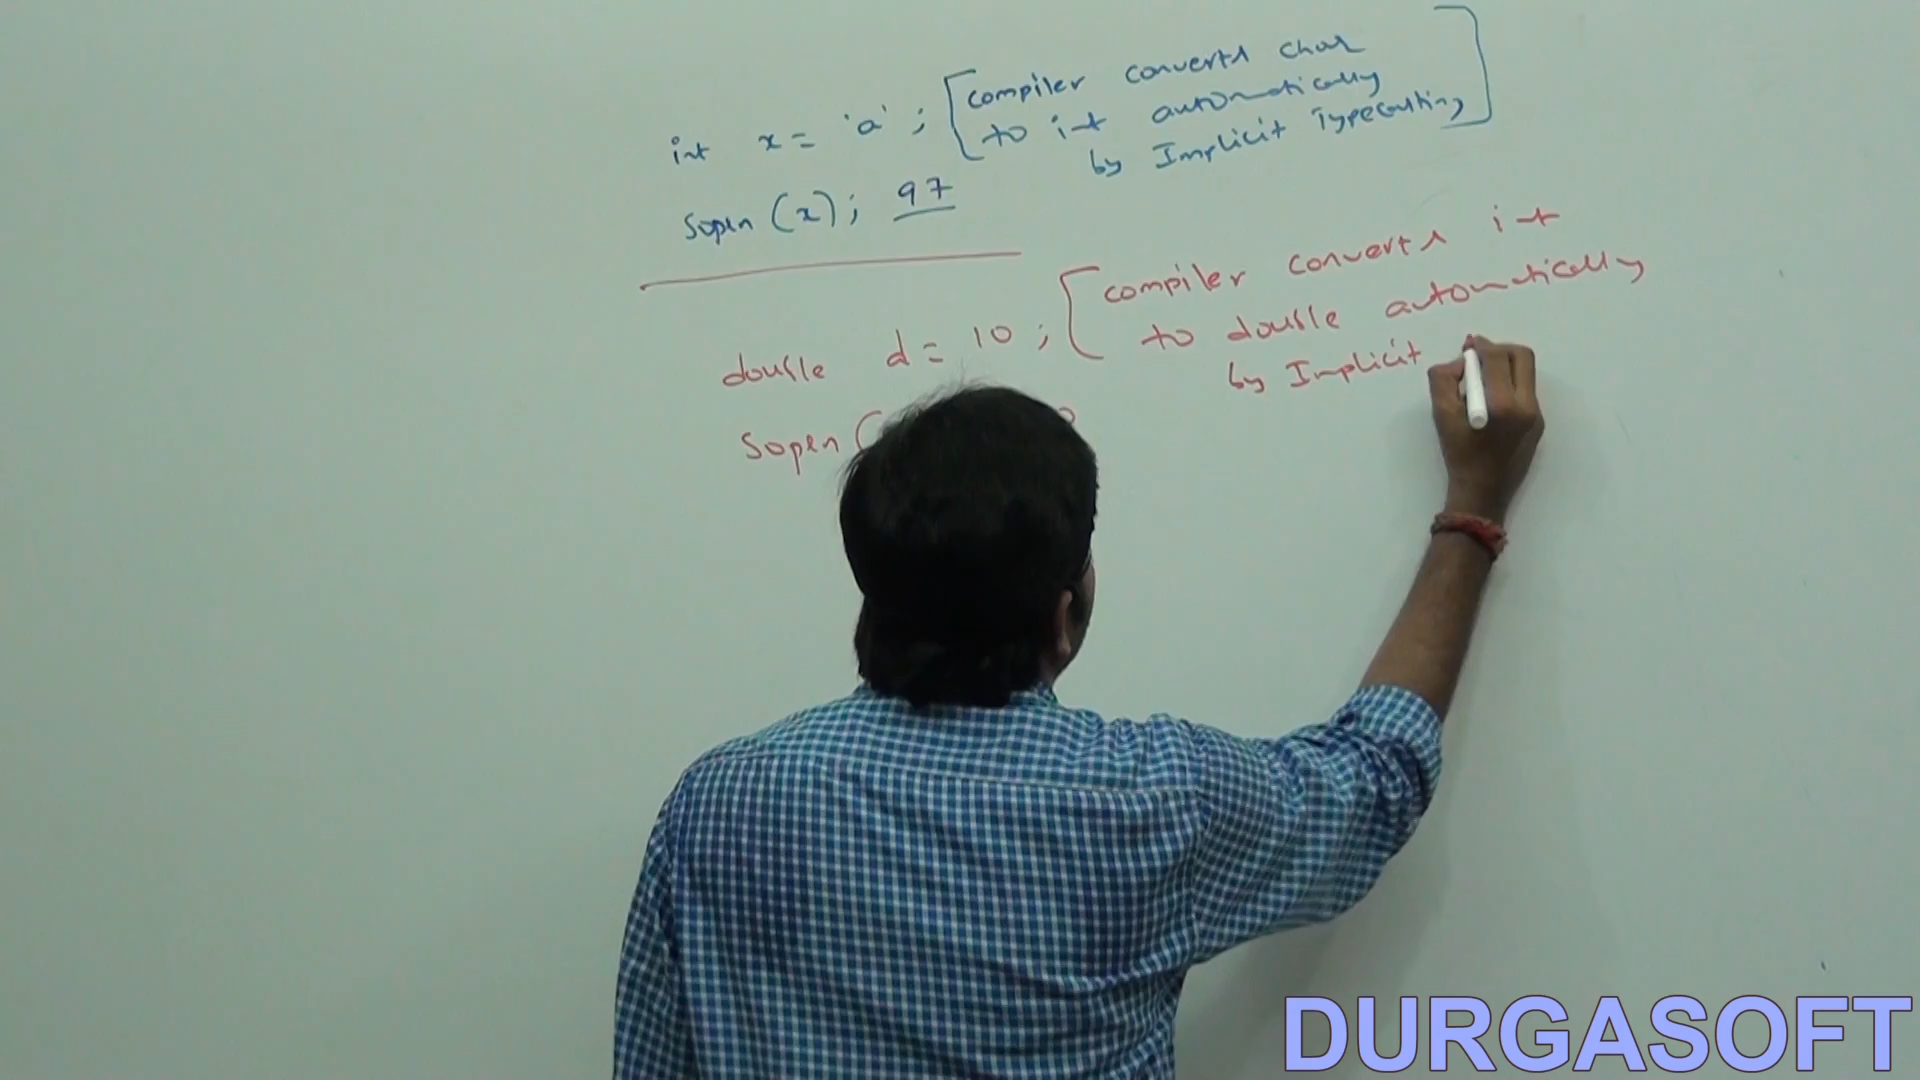 int x = 'a' ; [compiler converts char
to int automatically
by Implicit Typecasting]
Sopln (x) ; 97
double d = 10 ; [compiler converts int
to double automatically
by Implicit
Sopln (
DURGASOFT